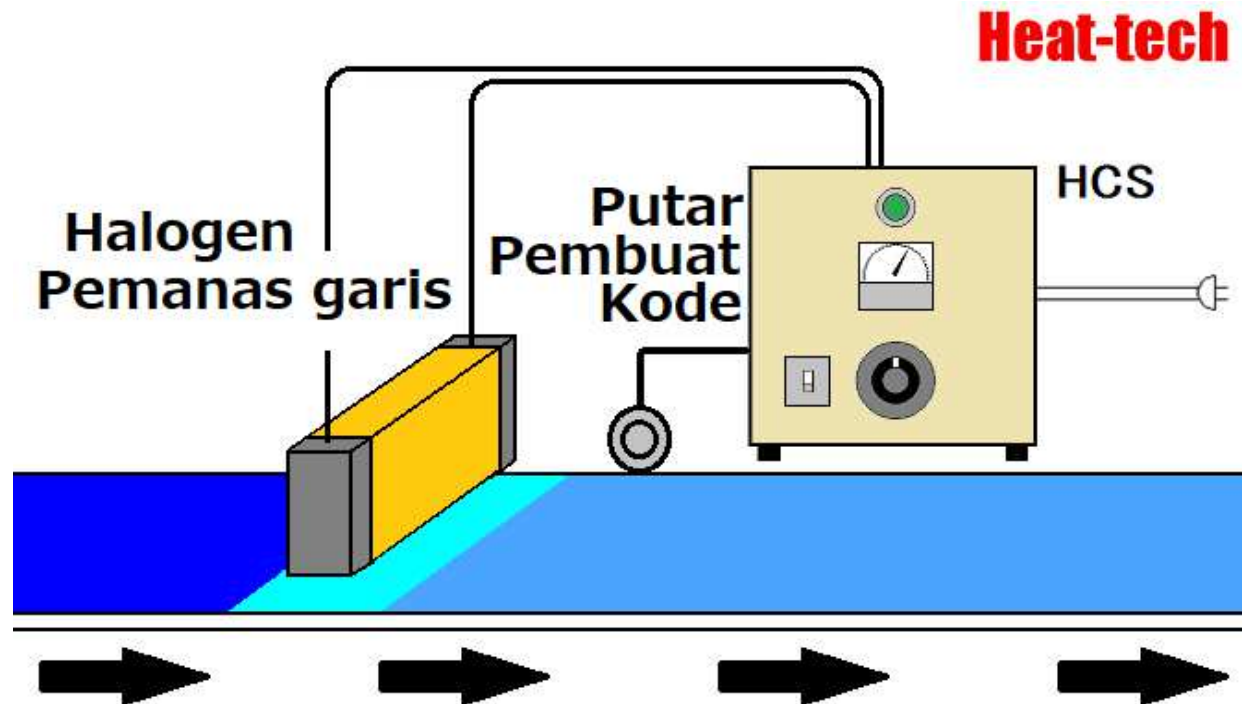 Heat-tech
HCS
Halogen
Pemanas garis
Putar
Pembuat
Kode